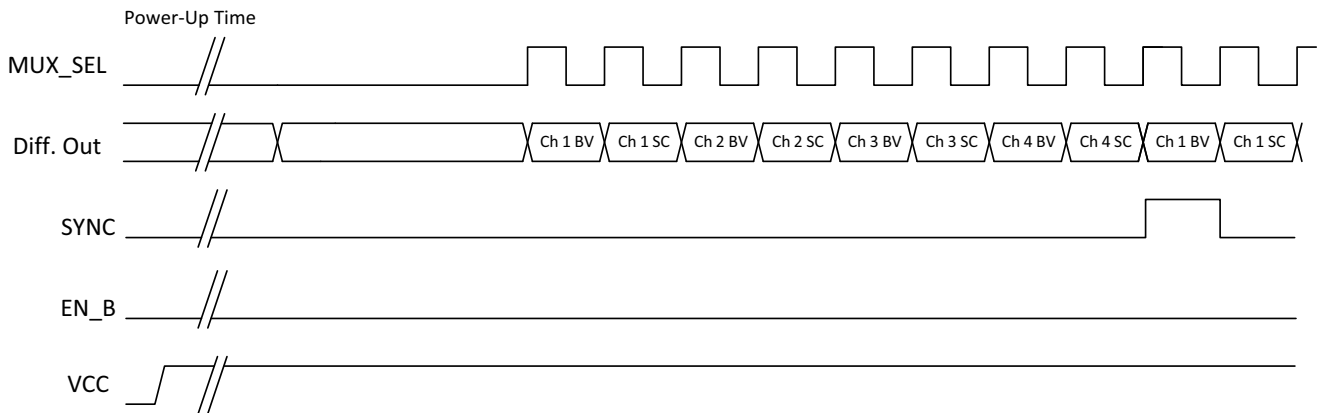 Power-Up Time
MUX_SEL
Diff. Out
Ch 1 BV Ch 1 SC Ch 2 BV Ch 2 SC Ch 3 BV Ch 3 SC Ch 4 BV Ch 4 SC Ch 1 BV Ch 1 SC
SYNC
EN_B
VCC